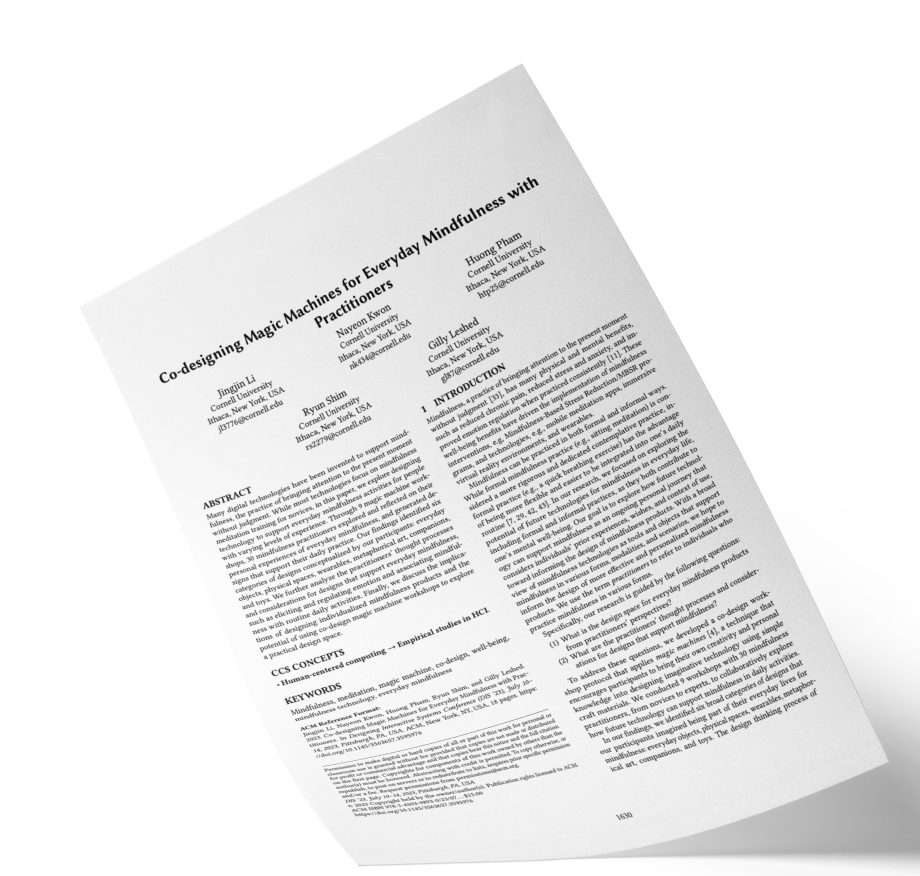 Co-designing Magic Machines for Everyday Mindfulness with
Practitioners
Jingjin Li
Cornell University
Ithaca, New York, USA
jl3776@cornell.edu
Nayeon Kwon
Cornell University
Ithaca, New York, USA
nk434@cornell.edu
Huong Pham
Cornell University
Ithaca, New York, USA
htp25@cornell.edu
Ryun Shim
Cornell University
Ithaca, New York, USA
rs2279@cornell.edu
Gilly Leshed
Cornell University
Ithaca, New York, USA
gl87@cornell.edu
ABSTRACT
Many digital technologies have been invented to support mind-
fulness, the practice of bringing attention to the present moment
without judgment. While most technologies focus on mindfulness
meditation training for novices, in this paper, we explore designing
technology to support everyday mindfulness activities for people
with varying levels of experience. Through 9 magic machine work-
shops, 30 mindfulness practitioners explored and reflected on their
personal experiences of everyday mindfulness, and generated de-
signs that support their daily practice. Our findings identified six
categories of designs conceptualized by our participants: everyday
objects, physical spaces, wearables, metaphorical art, companions,
and toys. We further analyze the practitioners' thought processes
and considerations for designs that support everyday mindfulness,
such as eliciting and regulating emotion and associating mindful-
ness with routine daily activities. Finally, we discuss the implica-
tions of designing individualized mindfulness products and the
potential of using co-design magic machine workshops to explore
a practical design space.
CCS CONCEPTS
• Human-centered computing → Empirical studies in HCI.
KEYWORDS
Mindfulness, meditation, magic machine, co-design, well-being,
mindfulness technology, everyday mindfulness
ACM Reference Format:
Jingjin Li, Nayeon Kwon, Huong Pham, Ryun Shim, and Gilly Leshed.
2023. Co-designing Magic Machines for Everyday Mindfulness with Prac-
titioners. In Designing Interactive Systems Conference (DIS '23), July 10–
14, 2023, Pittsburgh, PA, USA. ACM, New York, NY, USA, 18 pages. https:
//doi.org/10.1145/3563657.3595976
Permission to make digital or hard copies of all or part of this work for personal or
classroom use is granted without fee provided that copies are not made or distributed
for profit or commercial advantage and that copies bear this notice and the full citation
on the first page. Copyrights for components of this work owned by others than the
author(s) must be honored. Abstracting with credit is permitted. To copy otherwise, or
republish, to post on servers or to redistribute to lists, requires prior specific permission
and/or a fee. Request permissions from permissions@acm.org.
DIS '23, July 10–14, 2023, Pittsburgh, PA, USA
© 2023 Copyright held by the owner/author(s). Publication rights licensed to ACM.
ACM ISBN 978-1-4503-9893-0/23/07...$15.00
https://doi.org/10.1145/3563657.3595976
1 INTRODUCTION
Mindfulness, a practice of bringing attention to the present moment
without judgment [35], has many physical and mental benefits,
such as reduced chronic pain, reduced stress and anxiety, and im-
proved emotion regulation when practiced consistently [11]. These
well-being benefits have driven the implementation of mindfulness
interventions, e.g, Mindfulness-Based Stress Reduction/MBSR pro-
grams, and technologies, e.g., mobile meditation apps, immersive
virtual reality environments, and wearables.
Mindfulness can be practiced in both formal and informal ways.
While formal mindfulness practice (e.g., sitting meditation) is con-
sidered a more rigorous and dedicated contemplative practice, in-
formal practice (e.g., a quick breathing exercise) has the advantage
of being more flexible and easier to be integrated into one's daily
routine [7, 29, 42, 43]. In our research, we focused on exploring the
potential of future technologies for mindfulness in everyday life,
including formal and informal practices, as they both contribute to
one's mental well-being. Our goal is to explore how future technol-
ogy can support mindfulness as an ongoing personal journey that
considers individuals' prior experiences, wishes, and context of use,
toward informing the design of mindfulness products. With a broad
view of mindfulness technologies as tools and objects that support
mindfulness in various forms, modalities, and scenarios, we hope to
inform the design of more effective and personalized mindfulness
products. We use the term practitioners to refer to individuals who
practice mindfulness in various forms.
Specifically, our research is guided by the following questions:
(1) What is the design space for everyday mindfulness products
from practitioners' perspectives?
(2) What are the practitioners' thought processes and consider-
ations for designs that support mindfulness?
To address these questions, we developed a co-design work-
shop protocol that applies magic machines [4], a technique that
encourages participants to bring their own creativity and personal
knowledge into designing imaginative technology using simple
craft materials. We conducted 9 workshops with 30 mindfulness
practitioners, from novices to experts, to collaboratively explore
how future technology can support mindfulness in daily activities.
In our findings, we identified six broad categories of designs that
our participants imagined being part of their everyday lives for
mindfulness: everyday objects, physical spaces, wearables, metaphor-
ical art, companions, and toys. The design thinking process of
1630